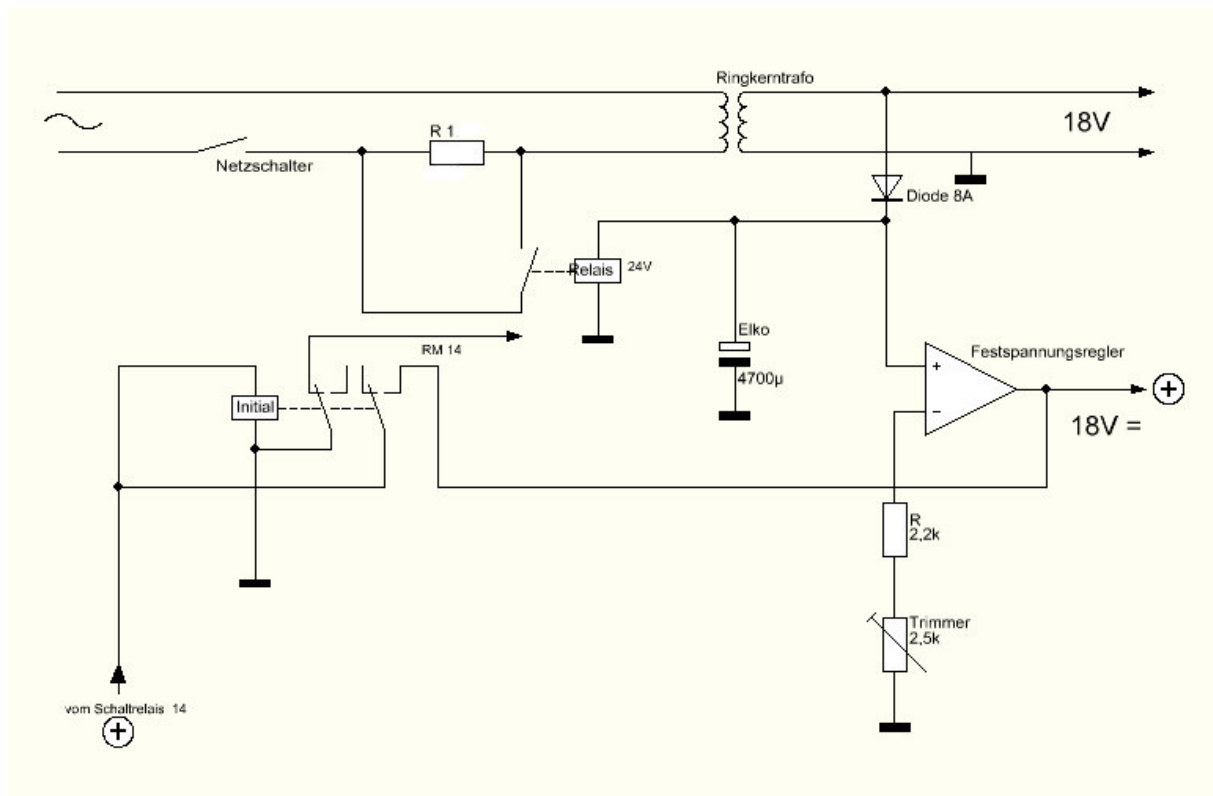 Ringkerntrafo
R 1
18V
Netzschalter
Diode 8A
Relais
24V
Elko
4700µ
RM 14
Festspannungsregler
+
+
−
Initial
18V =
R
2,2k
Trimmer
2,5k
vom Schaltrelais 14
+